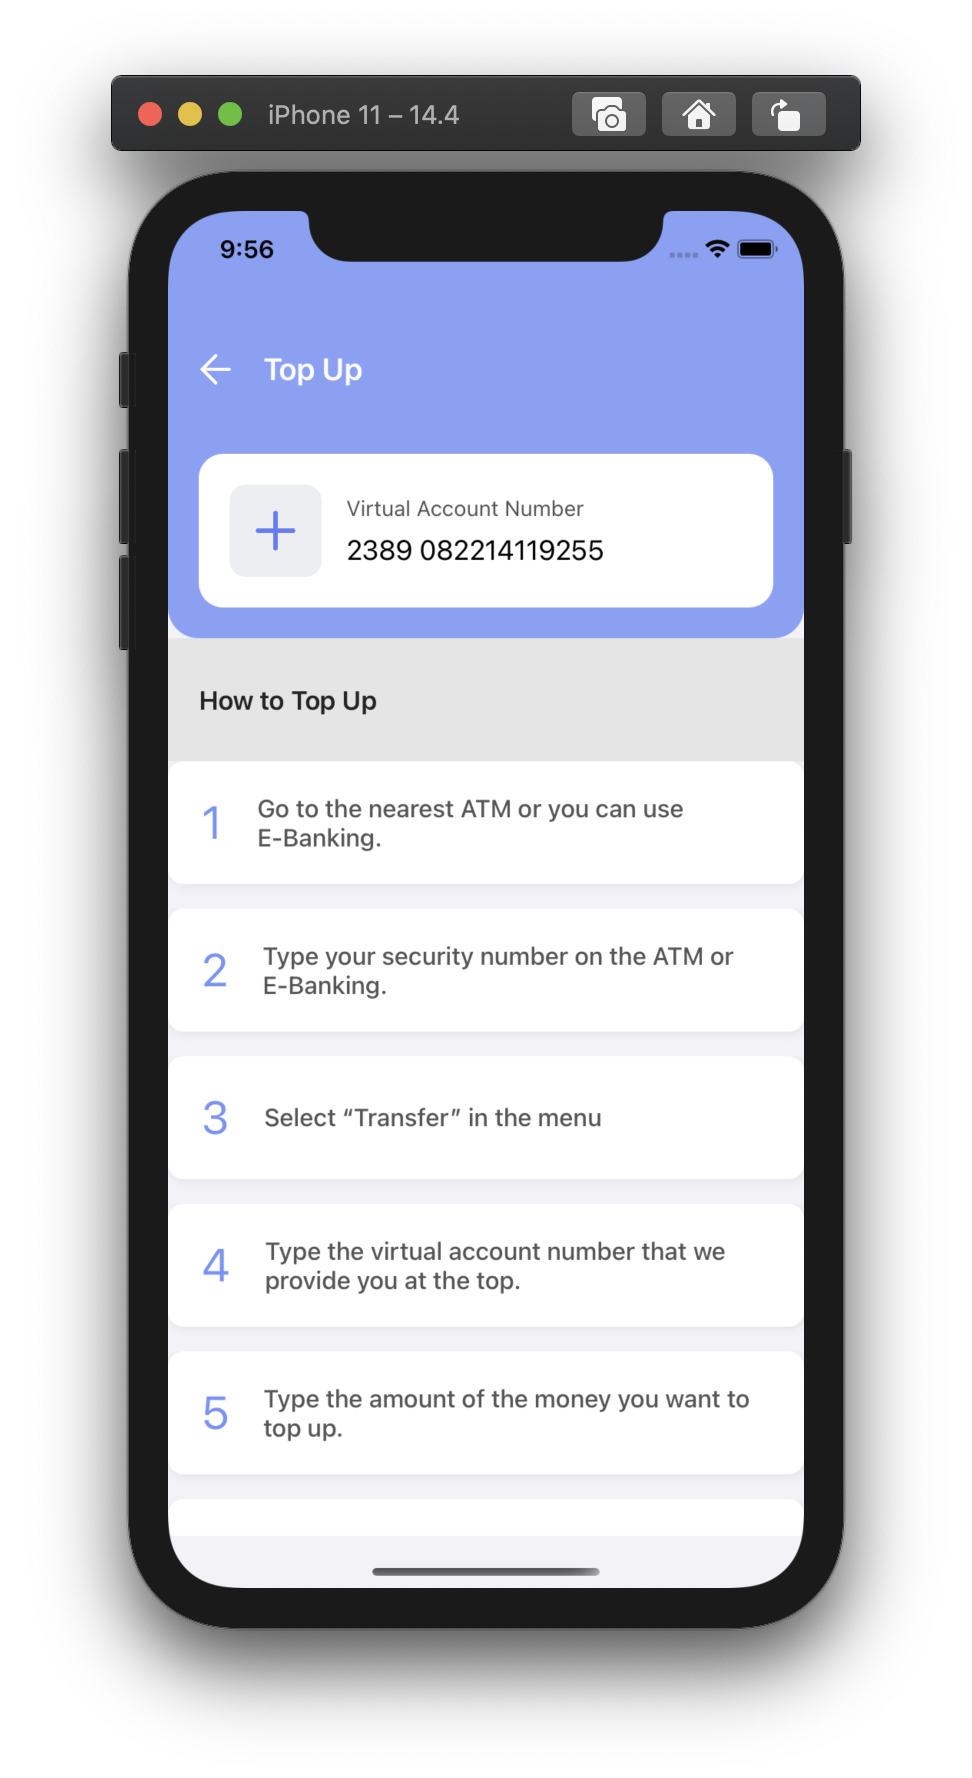 iPhone 11 – 14.4
9:56
Top Up
Virtual Account Number
2389 082214119255
How to Top Up
1
Go to the nearest ATM or you can use
E-Banking.
2
Type your security number on the ATM or
E-Banking.
3
Select “Transfer” in the menu
4
Type the virtual account number that we
provide you at the top.
5
Type the amount of the money you want to
top up.